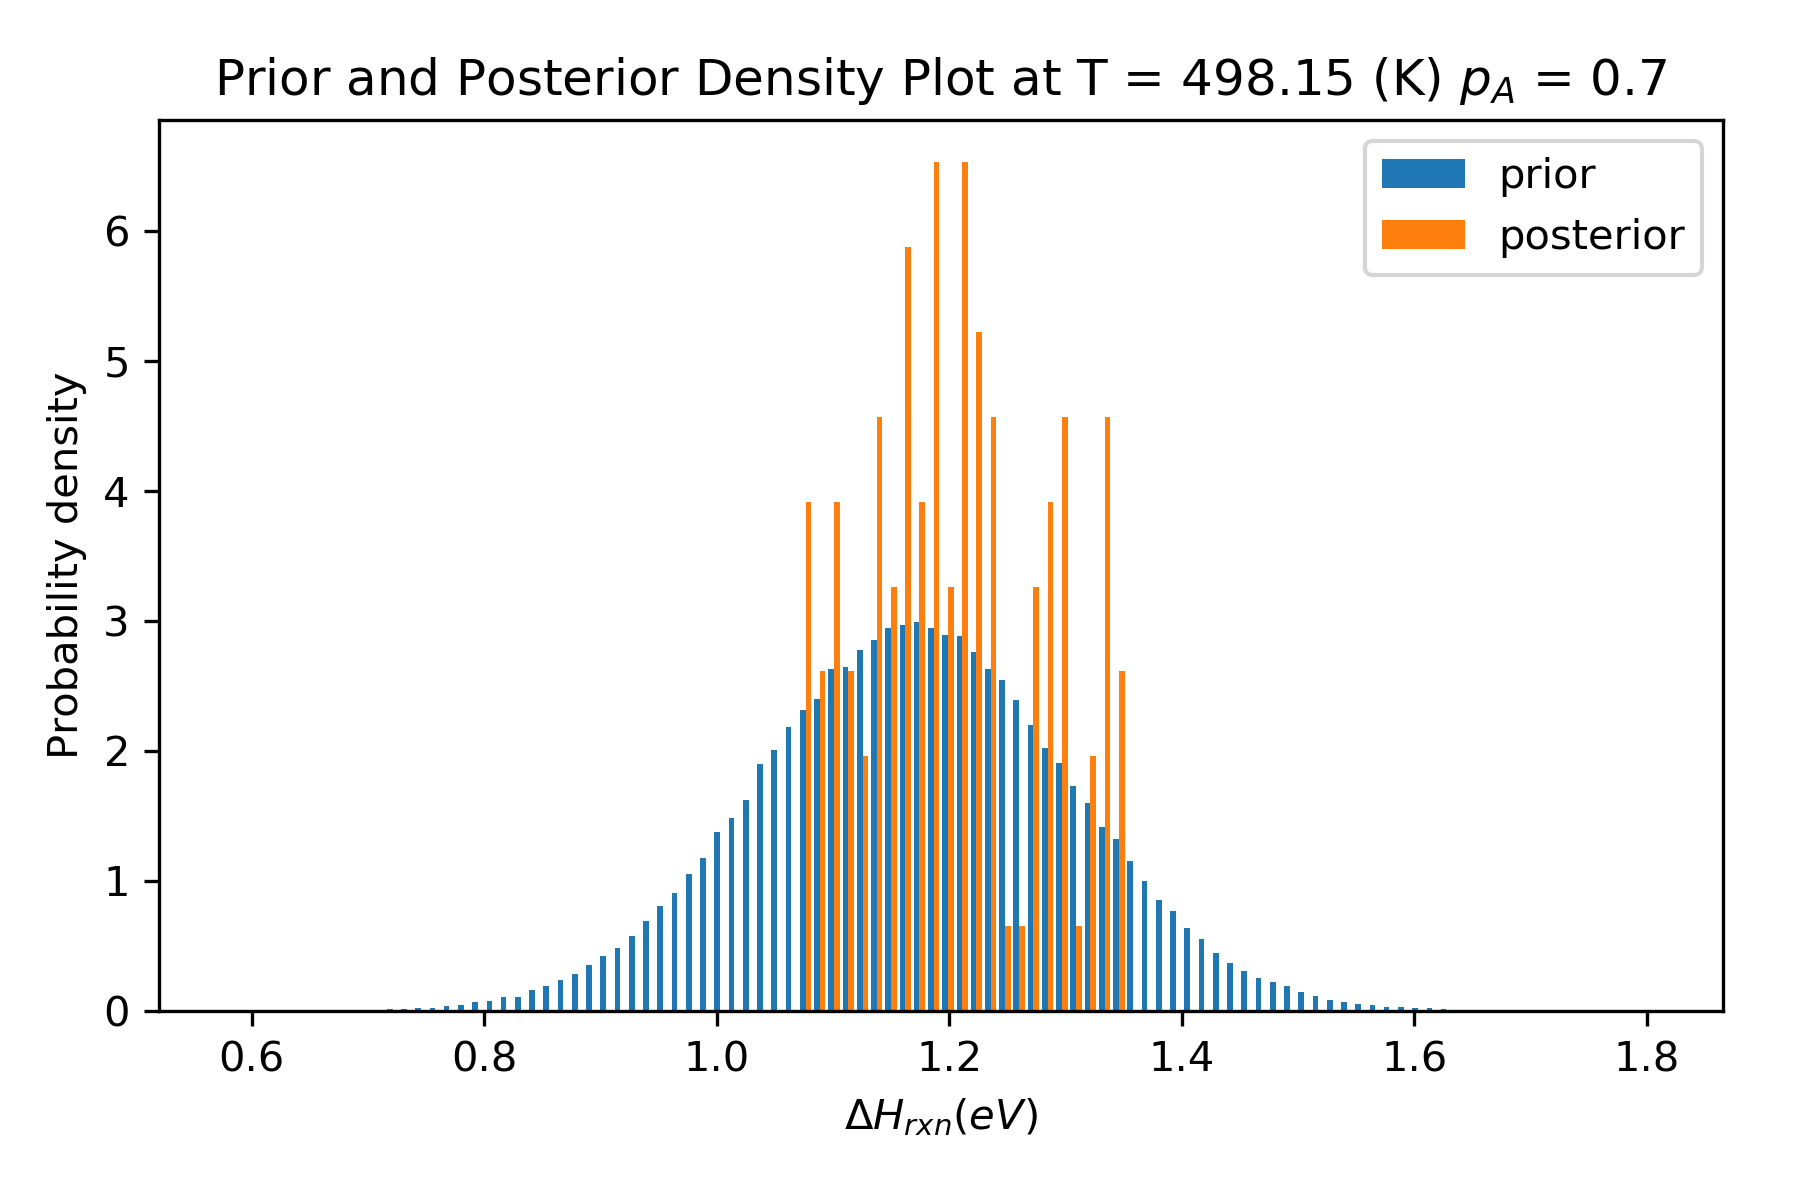 Prior and Posterior Density Plot at T = 498.15 (K) p_A = 0.7
prior
posterior
Probability density
6
5
4
3
2
1
0
0.6 0.8 1.0 1.2 1.4 1.6 1.8
ΔH_rxn(eV)